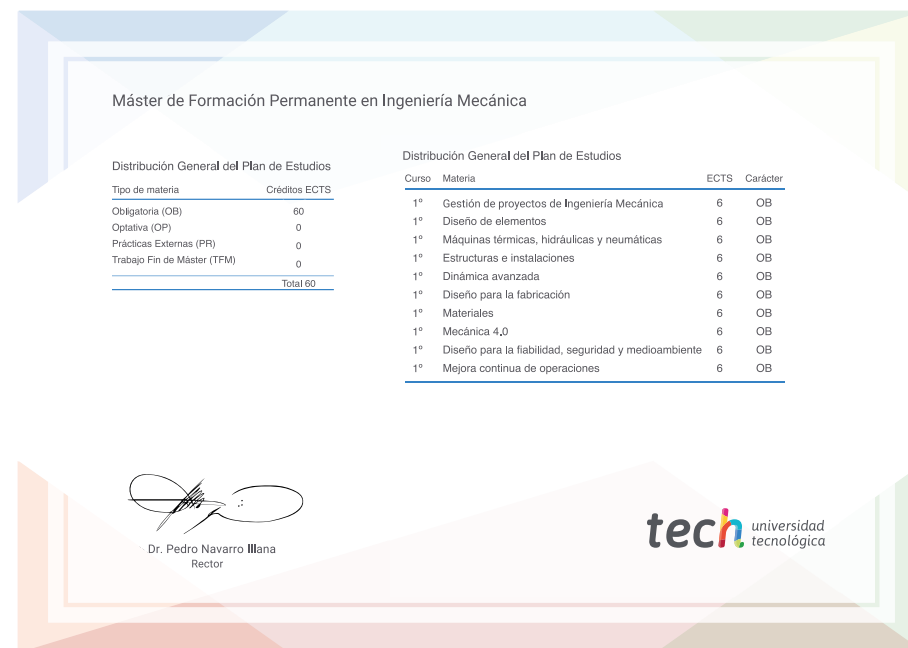 Máster de Formación Permanente en Ingeniería Mecánica
Distribución General del Plan de Estudios
Tipo de materia Créditos ECTS
Obligatoria (OB) 60
Optativa (OP) 0
Prácticas Externas (PR) 0
Trabajo Fin de Máster (TFM) 0
Total 60
Distribución General del Plan de Estudios
Curso Materia ECTS Carácter
1º Gestión de proyectos de Ingeniería Mecánica 6 OB
1º Diseño de elementos 6 OB
1º Máquinas térmicas, hidráulicas y neumáticas 6 OB
1º Estructuras e instalaciones 6 OB
1º Dinámica avanzada 6 OB
1º Diseño para la fabricación 6 OB
1º Materiales 6 OB
1º Mecánica 4.0 6 OB
1º Diseño para la fiabilidad, seguridad y medioambiente 6 OB
1º Mejora continua de operaciones 6 OB
Dr. Pedro Navarro Illana
Rector
tech universidad
tecnológica